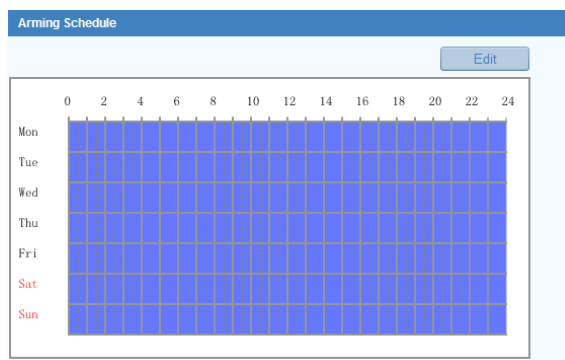 Arming Schedule
Edit
0 2 4 6 8 10 12 14 16 18 20 22 24
Mon
Tue
Wed
Thu
Fri
Sat
Sun